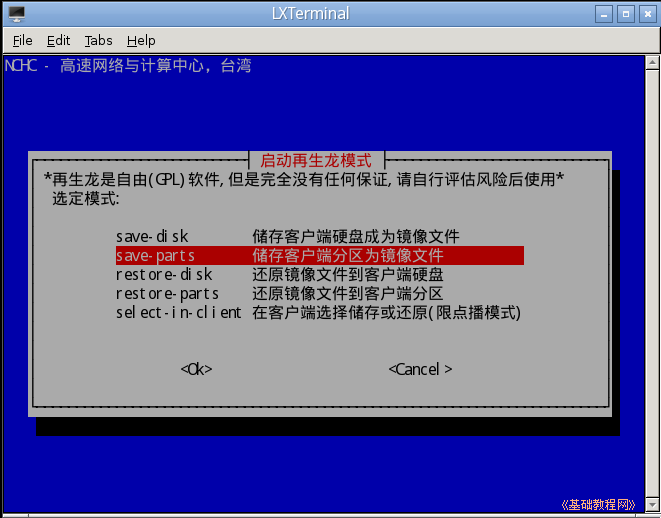 LXTerminal
File Edit Tabs Help
NCHC - 高速网络与计算中心，台湾
启动再生龙模式
*再生龙是自由(GPL)软件,但是完全没有任何保证,请自行评估风险后使用*
选定模式:
save-disk 储存客户端硬盘成为镜像文件
save-parts 储存客户端分区为镜像文件
restore-disk 还原镜像文件到客户端硬盘
restore-parts 还原镜像文件到客户端分区
select-in-client 在客户端选择储存或还原(限点播模式)
<Ok> <Cancel>
《基础教程网》